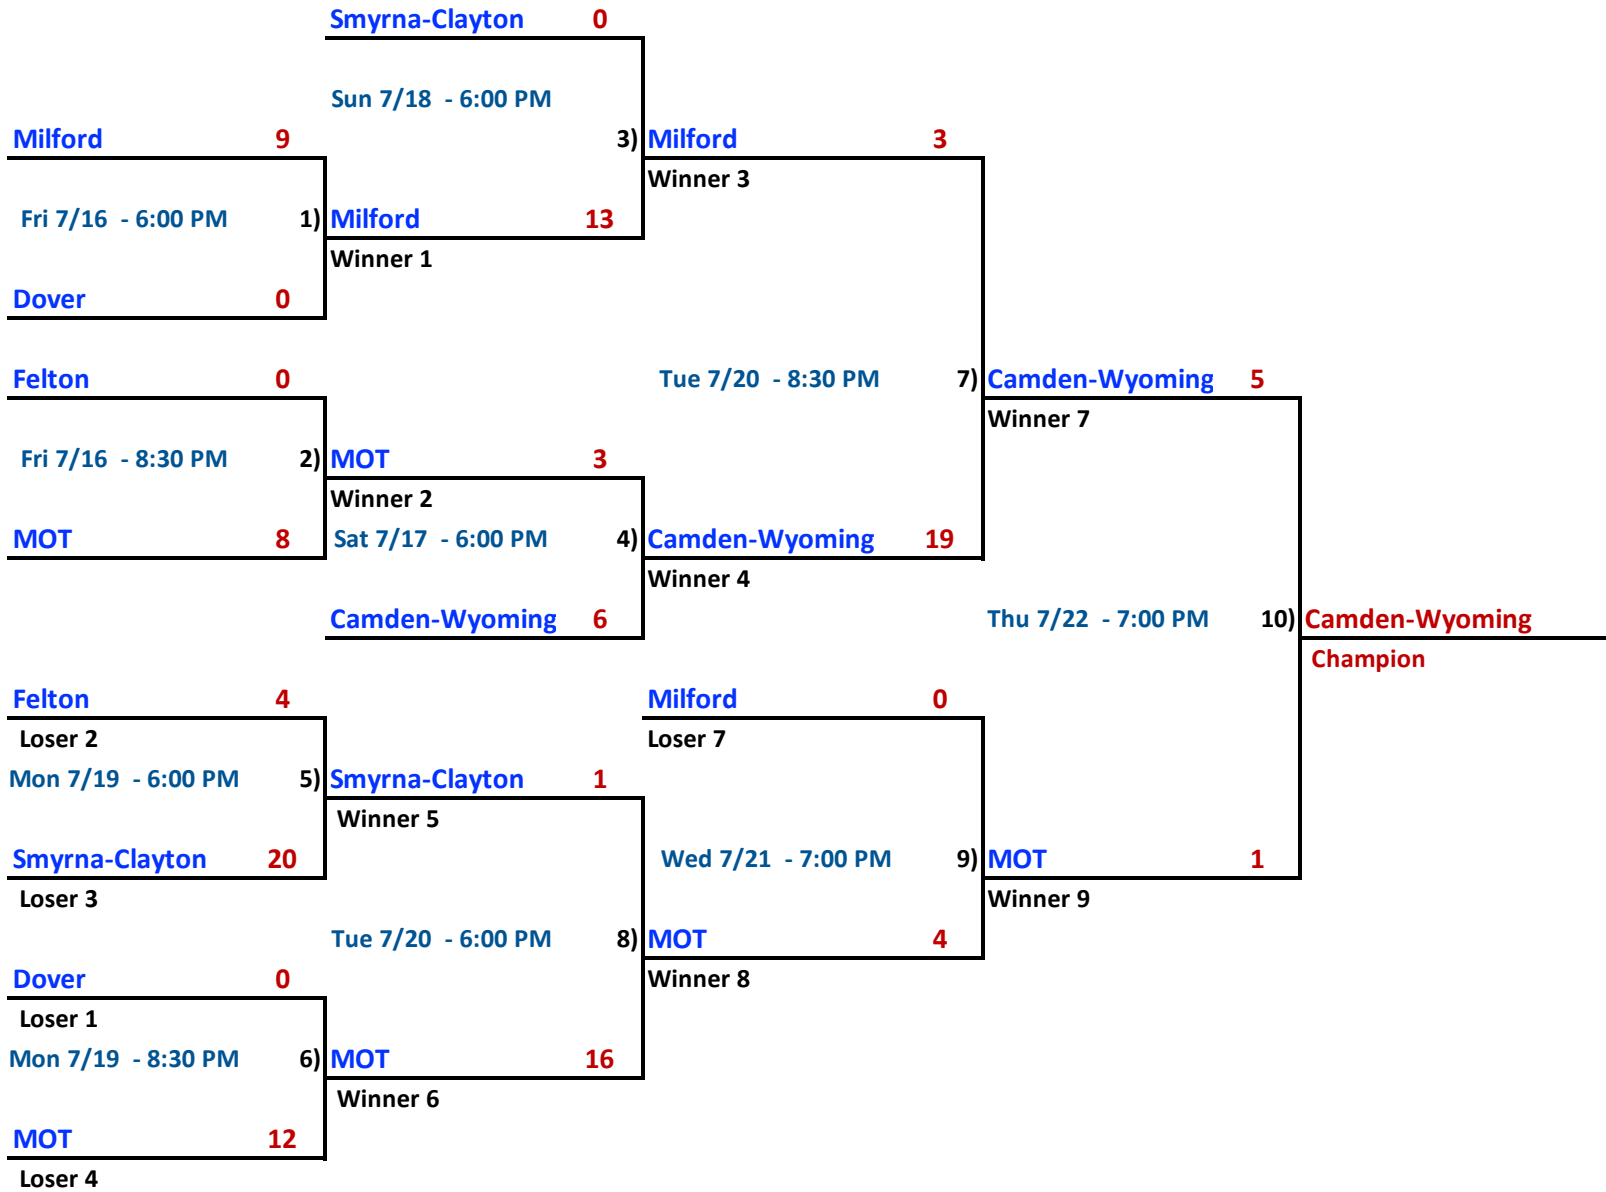 Smyrna-Clayton 0
Sun 7/18 - 6:00 PM
Milford 9
3) Milford 3
Winner 3
Fri 7/16 - 6:00 PM
1) Milford 13
Winner 1
Dover 0
Felton 0
Tue 7/20 - 8:30 PM
7) Camden-Wyoming 5
Winner 7
Fri 7/16 - 8:30 PM
2) MOT 3
Winner 2
MOT 8
Sat 7/17 - 6:00 PM
4) Camden-Wyoming 19
Winner 4
Camden-Wyoming 6
Thu 7/22 - 7:00 PM
10) Camden-Wyoming
Champion
Felton 4
Loser 2
Milford 0
Loser 7
Mon 7/19 - 6:00 PM
5) Smyrna-Clayton 1
Winner 5
Smyrna-Clayton 20
Loser 3
Wed 7/21 - 7:00 PM
9) MOT 1
Winner 9
Tue 7/20 - 6:00 PM
8) MOT 4
Winner 8
Dover 0
Loser 1
Mon 7/19 - 8:30 PM
6) MOT 16
Winner 6
MOT 12
Loser 4